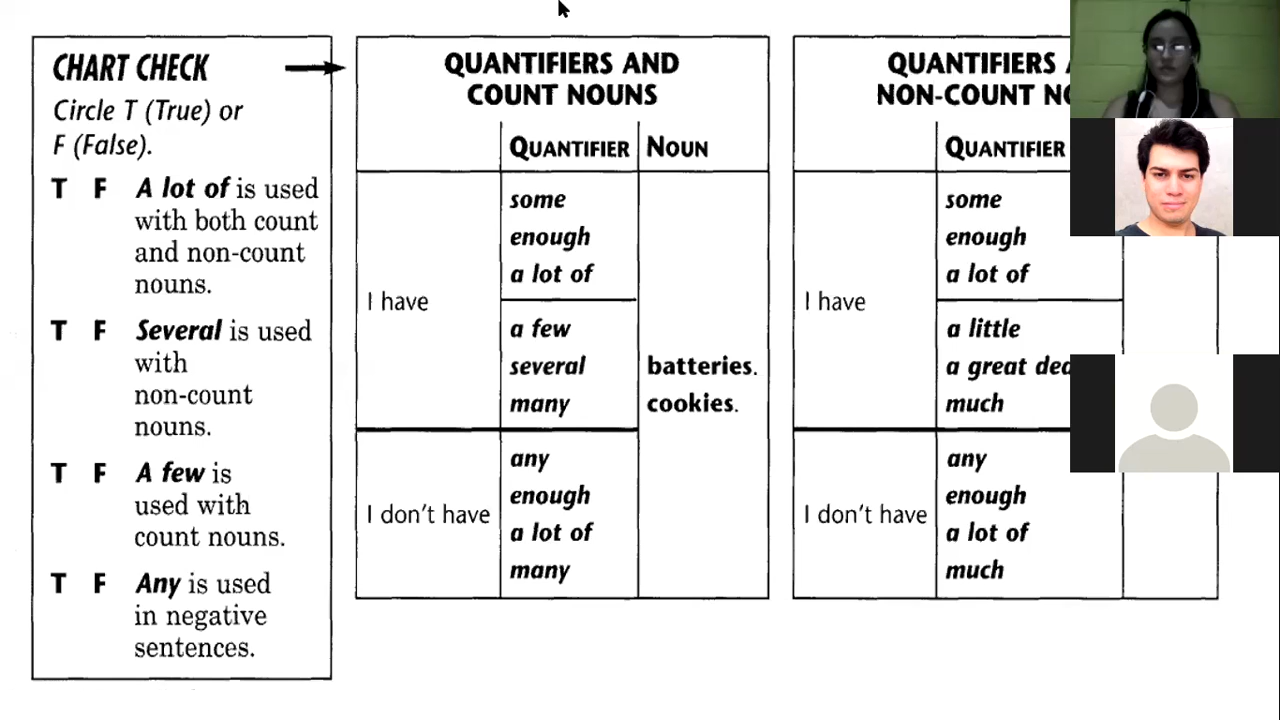 CHART CHECK
Circle T (True) or
F (False).
T F A lot of is used
with both count
and non-count
nouns.
T F Several is used
with
non-count
nouns.
T F A few is
used with
count nouns.
T F Any is used
in negative
sentences.
QUANTIFIERS AND
COUNT NOUNS
QUANTIFIER NOUN
I have
some
enough
a lot of
a few
several
many
batteries.
cookies.
I don't have
any
enough
a lot of
many
QUANTIFIERS
NON-COUNT
QUANTIFIER
I have
some
enough
a lot of
a little
a great
much
I don't have
any
enough
a lot of
much